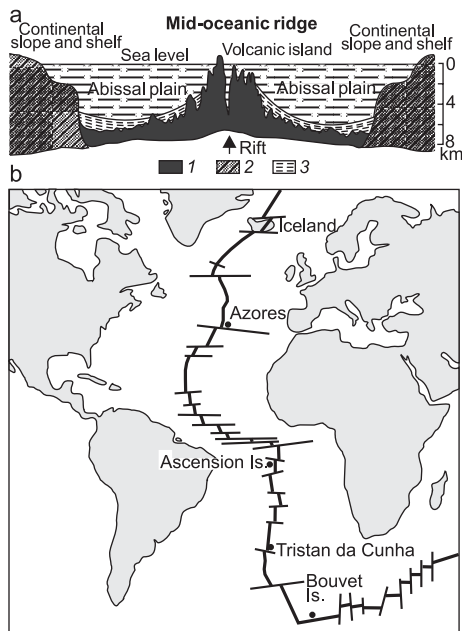 a
Mid-oceanic ridge
Continental
slope and shelf
Sea level
Volcanic island
Continental
slope and shelf
Abissal plain
Abissal plain
0
4
8
km
Rift
1
2
3
b
Iceland
Azores
Ascension Is.
Tristan da Cunha
Bouvet
Is.